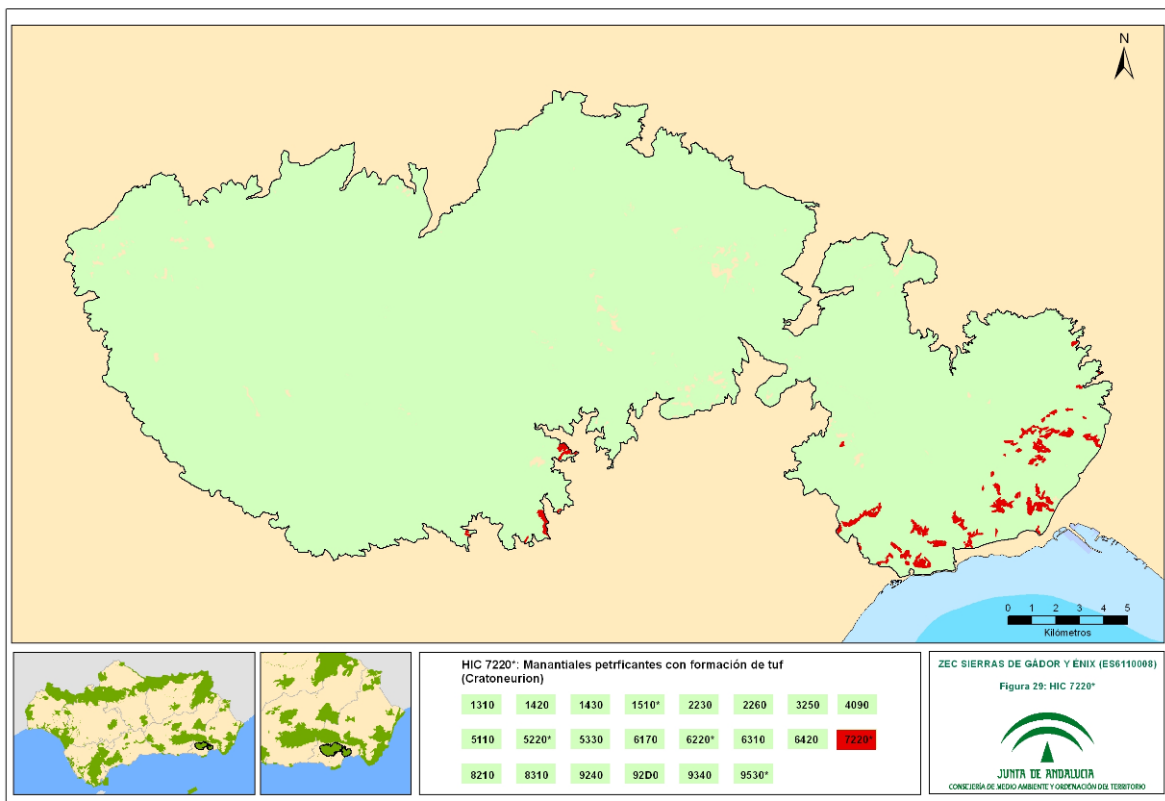 N
0 1 2 3 4 5
Kilómetros
HIC 7220*: Manantiales petrficantes con formación de tuf
(Cratoneurion)
1310 1420 1430 1510* 2230 2260 3250 4090
5110 5220* 5330 6170 6220* 6310 6420 7220*
8210 8310 9240 92D0 9340 9530*
ZEC SIERRAS DE GÁDOR Y ÉNIX (ES6110008)
Figura 29: HIC 7220*
JUNTA DE ANDALUCIA
CONSEJERÍA DE MEDIO AMBIENTE Y ORDENACIÓN DEL TERRITORIO